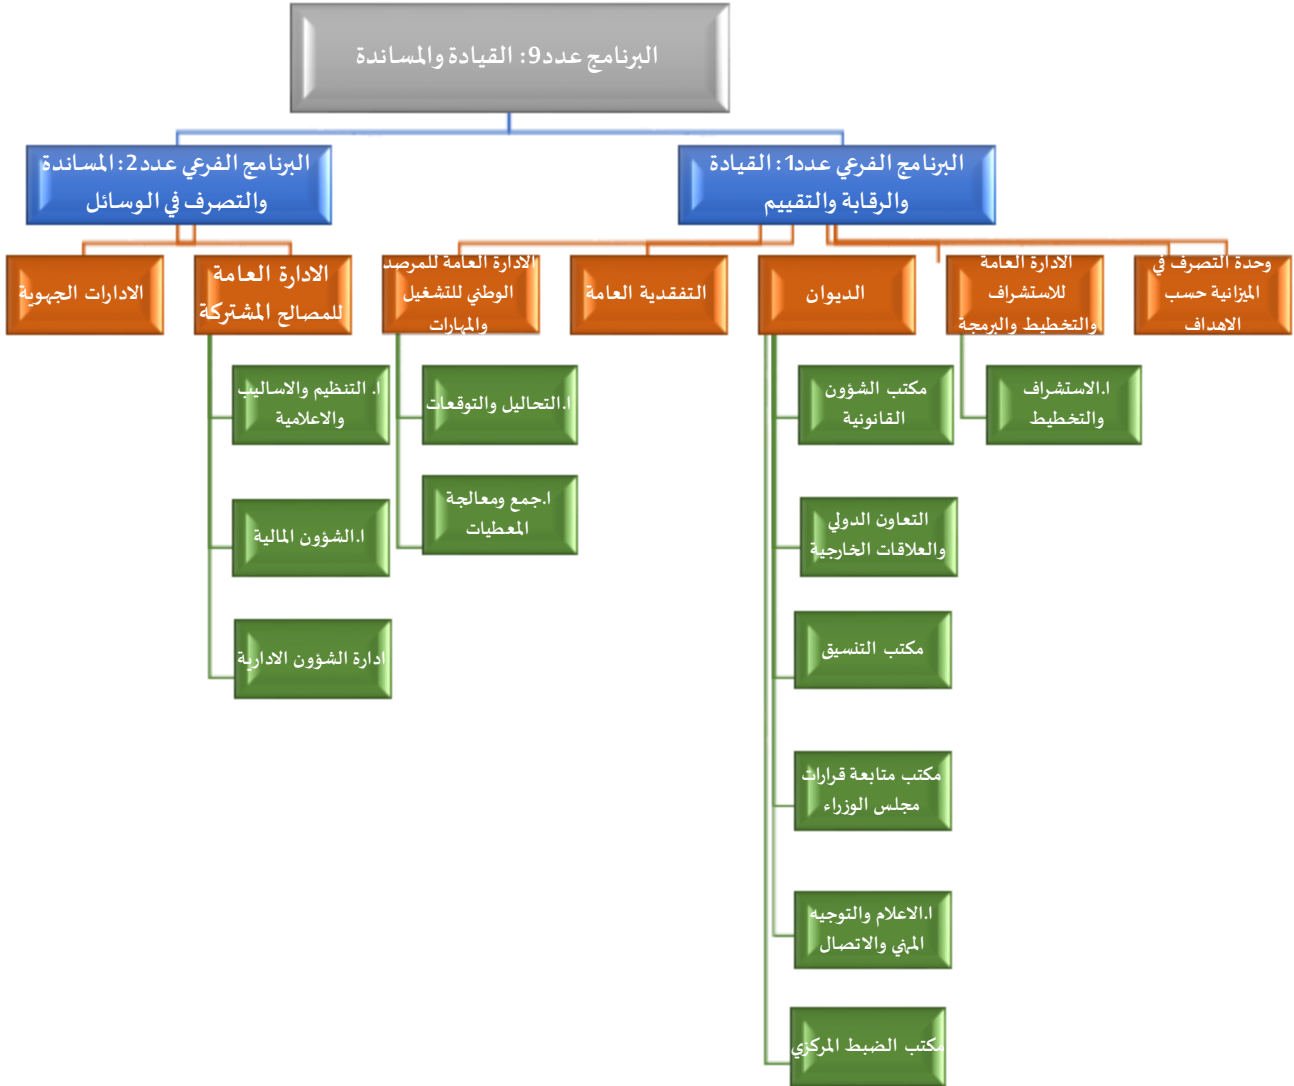 البرنامج عدد9: القيادة والمساندة
البرنامج الفرعي عدد1: القيادة
والرقابة والتقييم
البرنامج الفرعي عدد2: المساندة
والتصرف في الوسائل
وحدة التصرف في
الميزانية حسب
الاهداف
الادارة العامة
للاستشراف
والتخطيط والبرمجة
الديوان
التفقدية العامة
الادارة العامة للمرصد
الوطني للتشغيل
والمهارات
الادارة العامة
للمصالح المشتركة
الادارات الجهوية
ا.الاستشراف
والتخطيط
مكتب الشؤون
القانونية
التعاون الدولي
والعلاقات الخارجية
مكتب التنسيق
مكتب متابعة قرارات
مجلس الوزراء
ا.الاعلام والتوجيه
المهني والاتصال
مكتب الضبط المركزي
ا.التحاليل والتوقعات
ا.جمع ومعالجة
المعطيات
ا. التنظيم والاساليب
والاعلامية
ا.الشؤون المالية
ادارة الشؤون الادارية